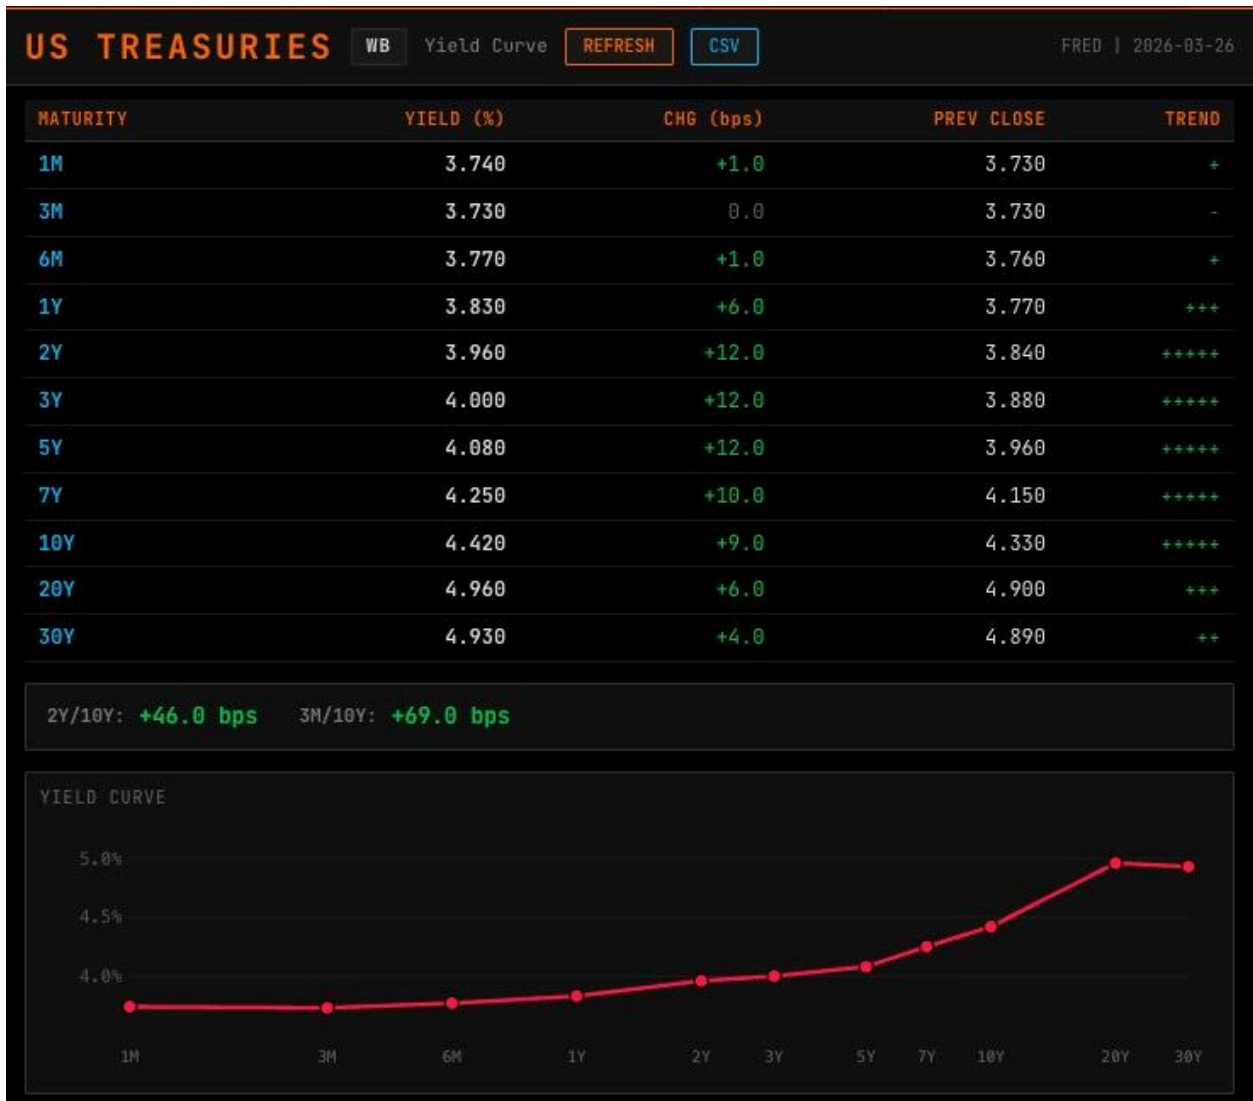 US TREASURIES WB Yield Curve REFRESH CSV FRED | 2026-03-26
MATURITY YIELD (%) CHG (bps) PREV CLOSE TREND
1M 3.740 +1.0 3.730 +
3M 3.730 0.0 3.730 -
6M 3.770 +1.0 3.760 +
1Y 3.830 +6.0 3.770 +++
2Y 3.960 +12.0 3.840 +++++
3Y 4.000 +12.0 3.880 +++++
5Y 4.080 +12.0 3.960 +++++
7Y 4.250 +10.0 4.150 +++++
10Y 4.420 +9.0 4.330 +++++
20Y 4.960 +6.0 4.900 +++
30Y 4.930 +4.0 4.890 ++
2Y/10Y: +46.0 bps 3M/10Y: +69.0 bps
YIELD CURVE
5.0%
4.5%
4.0%
1M 3M 6M 1Y 2Y 3Y 5Y 7Y 10Y 20Y 30Y